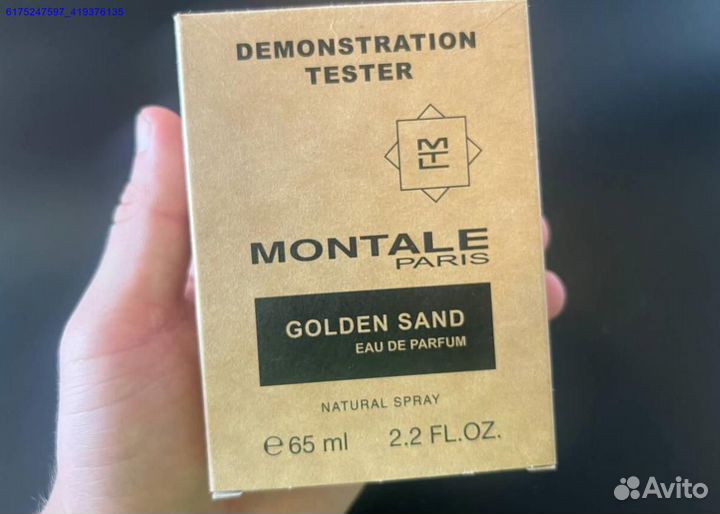 6175247597_419376135
DEMONSTRATION
TESTER
MTL
MONTALE
PARIS
GOLDEN SAND
EAU DE PARFUM
NATURAL SPRAY
℮ 65 ml 2.2 FL.OZ.
Avito